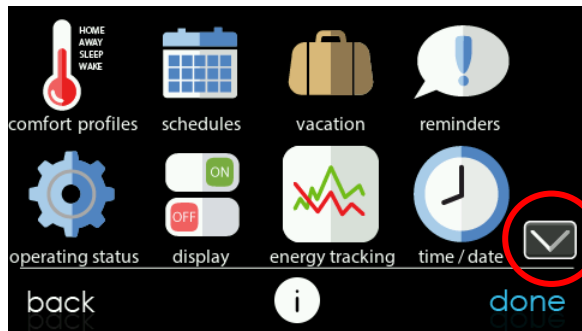 HOME
AWAY
SLEEP
WAKE
comfort profiles schedules vacation reminders
ON
OFF
operating status display energy tracking time / date
back i done